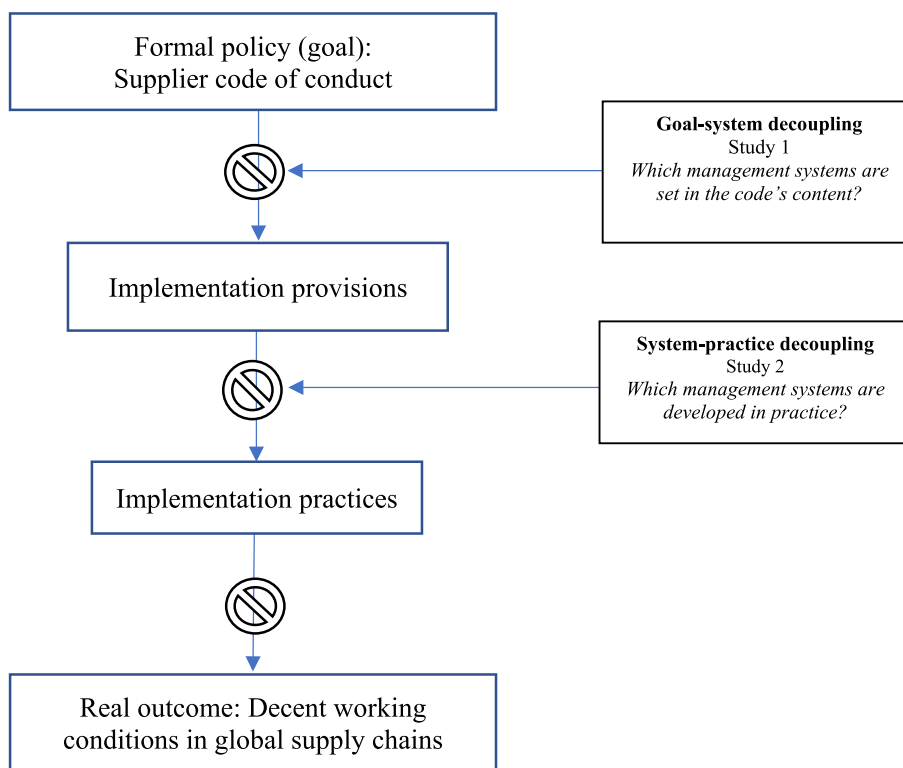 Formal policy (goal):
Supplier code of conduct
Goal-system decoupling
Study 1
Which management systems are
set in the code’s content?
Implementation provisions
System-practice decoupling
Study 2
Which management systems are
developed in practice?
Implementation practices
Real outcome: Decent working
conditions in global supply chains